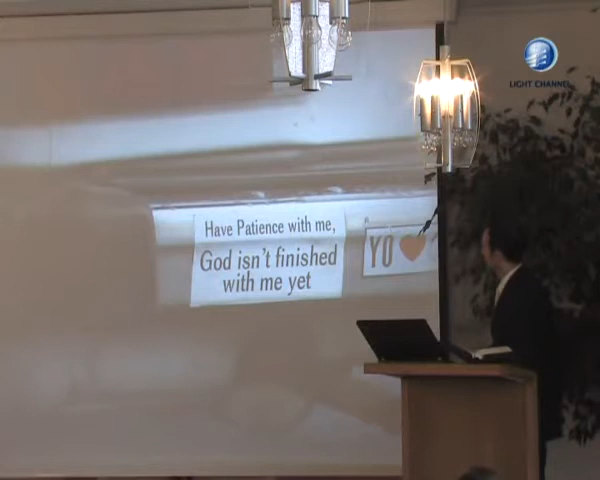 LIGHT CHANNEL
Have Patience with me,
God isn't finished
with me yet
YO